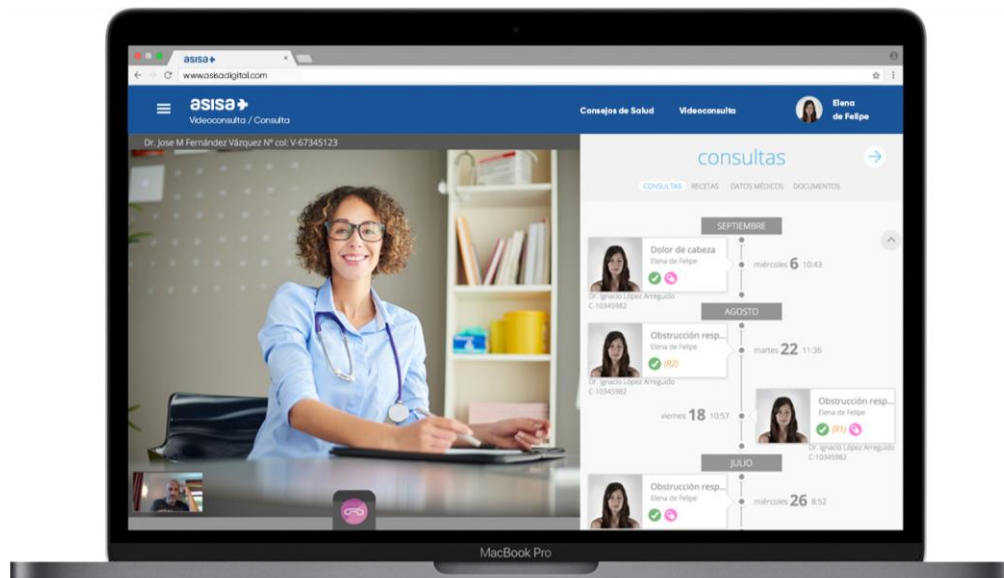 asısa+
www.asisadigital.com
asısa+
Videoconsulta / Consulta
Consejos de Salud
Videoconsulta
Elena
de Felipe
Dr. Jose M Fernández Vázquez Nº col: V-67345123
consultas
CONSULTAS
RECETAS
DATOS MÉDICOS
DOCUMENTOS
SEPTIEMBRE
Dolor de cabeza
Elena de Felipe
miércoles 6 10:43
Dr. Ignacio López Arreguido
C-10345982
AGOSTO
Obstrucción resp...
Elena de Felipe
(R2)
martes 22 11:36
Dr. Ignacio López Arreguido
C-10345982
viernes 18 10:57
Obstrucción resp...
Elena de Felipe
(R1)
Dr. Ignacio López Arreguido
C-10345982
JULIO
Obstrucción resp...
Elena de Felipe
miércoles 26 8:52
MacBook Pro